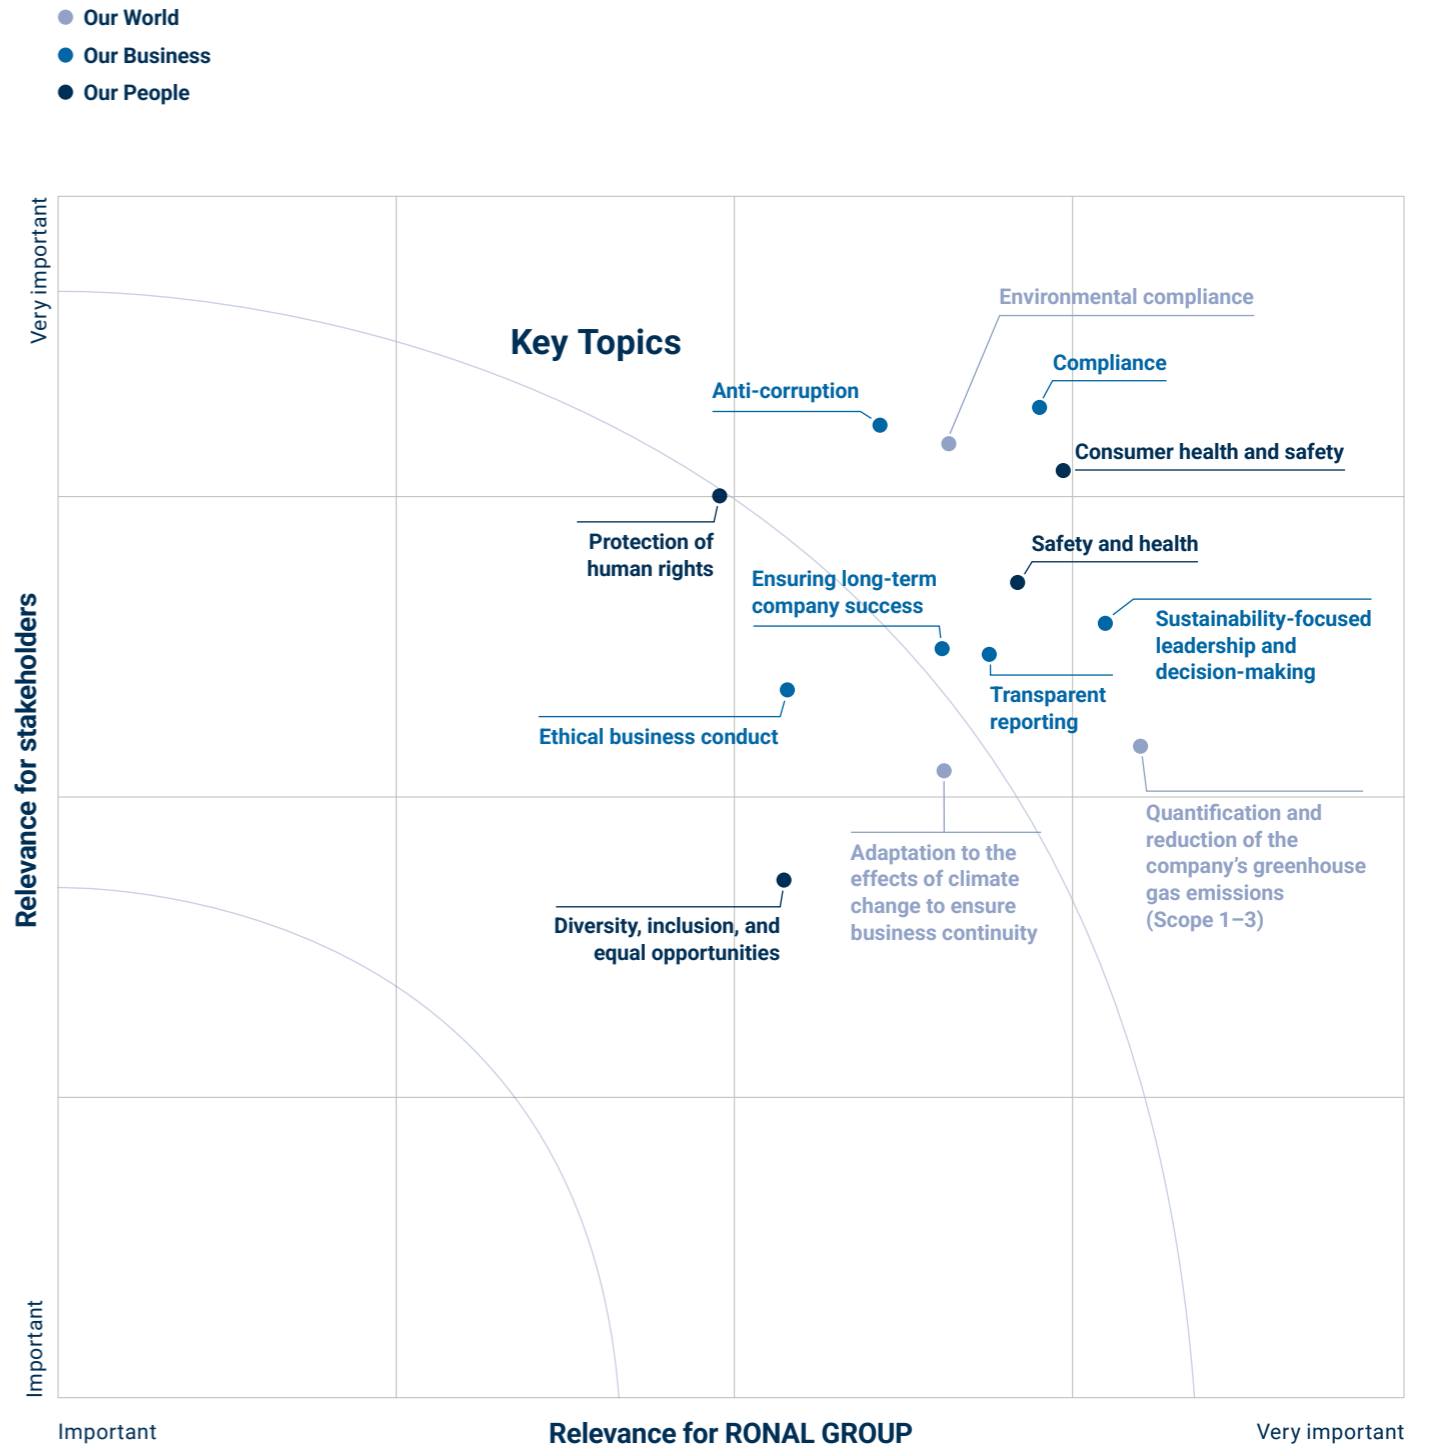 Our World
Our Business
Our People
Very important
Environmental compliance
Key Topics
Compliance
Anti-corruption
Consumer health and safety
Protection of
human rights
Safety and health
Ensuring long-term
company success
Sustainability-focused
leadership and
decision-making
Transparent
reporting
Ethical business conduct
Relevance for stakeholders
Quantification and
reduction of the
company’s greenhouse
gas emissions
(Scope 1–3)
Adaptation to the
effects of climate
change to ensure
business continuity
Diversity, inclusion, and
equal opportunities
Important
Important
Relevance for RONAL GROUP
Very important